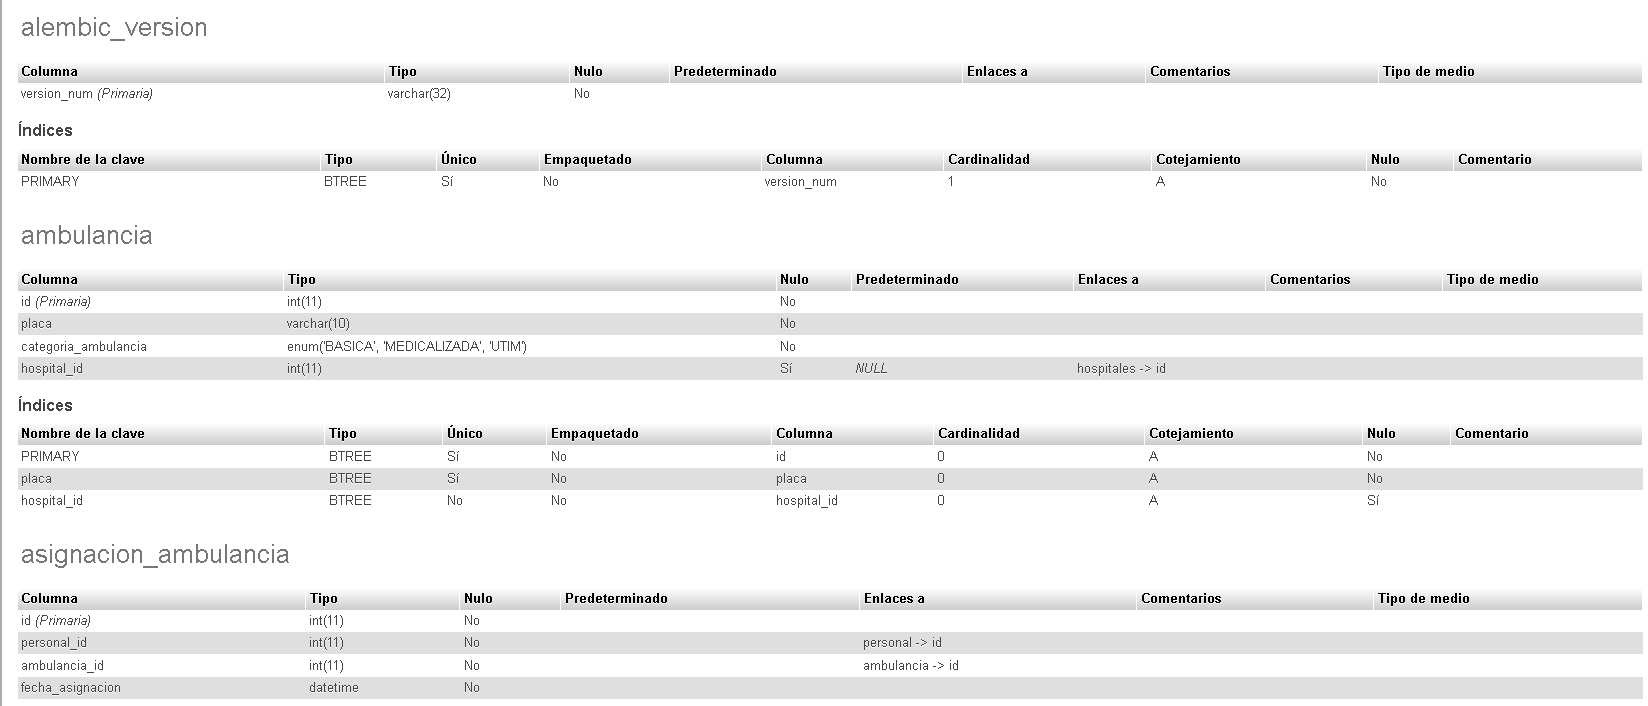 alembic_version
Columna Tipo Nulo Predeterminado Enlaces a Comentarios Tipo de medio
version_num (Primaria) varchar(32) No
Índices
Nombre de la clave Tipo Único Empaquetado Columna Cardinalidad Cotejamiento Nulo Comentario
PRIMARY BTREE Sí No version_num 1 A No
ambulancia
Columna Tipo Nulo Predeterminado Enlaces a Comentarios Tipo de medio
id (Primaria) int(11) No
placa varchar(10) No
categoria_ambulancia enum('BASICA', 'MEDICALIZADA', 'UTIM') No
hospital_id int(11) Sí NULL hospitales -> id
Índices
Nombre de la clave Tipo Único Empaquetado Columna Cardinalidad Cotejamiento Nulo Comentario
PRIMARY BTREE Sí No id 0 A No
placa BTREE Sí No placa 0 A No
hospital_id BTREE No No hospital_id 0 A Sí
asignacion_ambulancia
Columna Tipo Nulo Predeterminado Enlaces a Comentarios Tipo de medio
id (Primaria) int(11) No
personal_id int(11) No personal -> id
ambulancia_id int(11) No ambulancia -> id
fecha_asignacion datetime No